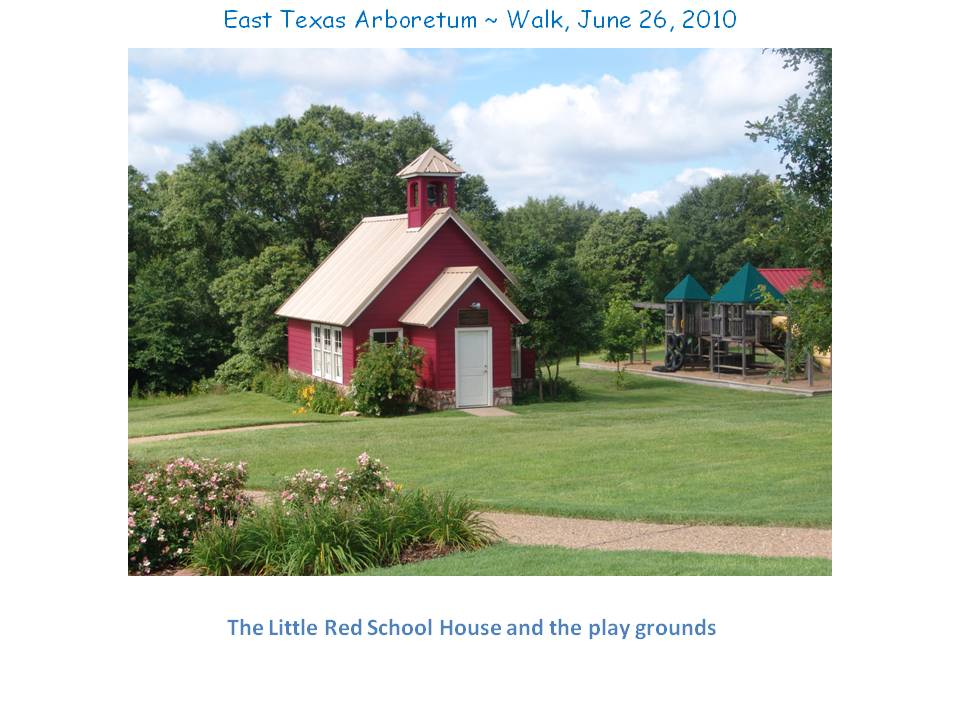 East Texas Arboretum ~ Walk, June 26, 2010
The Little Red School House and the play grounds